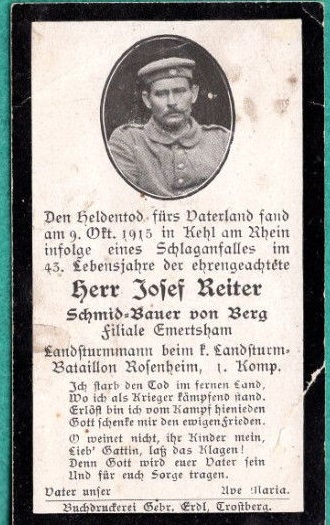 Den Heldentod fürs Vaterland fand
am 9. Okt. 1915 in Kehl am Rhein
infolge eines Schlaganfalles im
43. Lebensjahre der ehrengeachtete
Herr Josef Reiter
Schmid-Bauer von Berg
Filiale Emertsham
Landsturmmann beim k. Landsturm-
Bataillon Rosenheim, 1. Komp.
Ich starb den Tod im fernen Land,
Wo ich als Krieger kämpfend stand.
Erlöst bin ich vom Kampf hienieden
Gott schenke mir den ewigen Frieden.
O weinet nicht, ihr Kinder mein,
Lieb' Gattin, laß das Klagen!
Denn Gott wird euer Vater sein
Und für euch Sorge tragen.
Vater unser Ave Maria.
Buchdruckerei Gebr. Erdl, Trostberg.